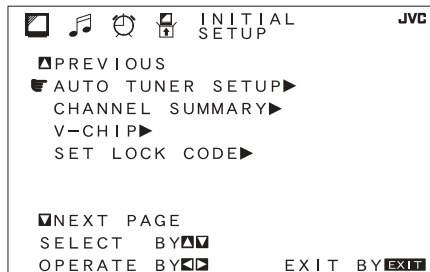 INITIAL SETUP JVC
PREVIOUS
AUTO TUNER SETUP▶
CHANNEL SUMMARY▶
V-CHIP▶
SET LOCK CODE▶
NEXT PAGE
SELECT BY▲▼
OPERATE BY◀▶ EXIT BY EXIT